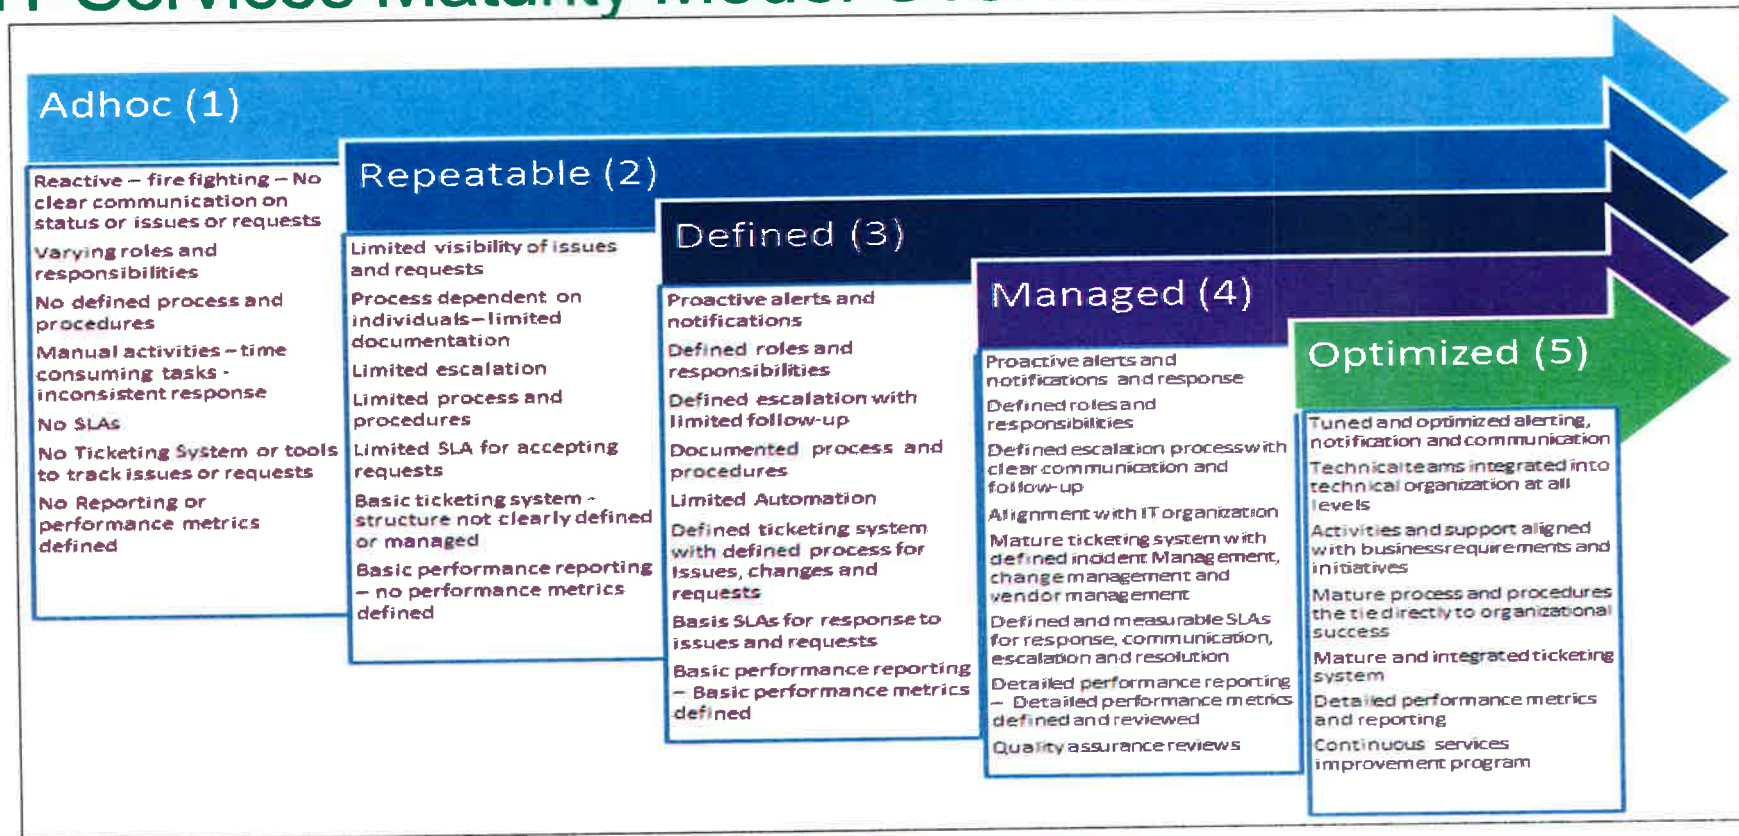 Services Maturity Model
Adhoc (1)
Reactive – fire fighting – No
clear communication on
status or issues or requests
Varying roles and
responsibilities
No defined process and
procedures
Manual activities – time
consuming tasks -
inconsistent response
No SLAs
No Ticketing System or tools
to track issues or requests
No Reporting or
performance metrics
defined
Repeatable (2)
Limited visibility of issues
and requests
Process dependent on
individuals – limited
documentation
Limited escalation
Limited process and
procedures
Limited SLA for accepting
requests
Basic ticketing system -
structure not clearly defined
or managed
Basic performance reporting
– no performance metrics
defined
Defined (3)
Proactive alerts and
notifications
Defined roles and
responsibilities
Defined escalation with
limited follow-up
Documented process and
procedures
Limited Automation
Defined ticketing system
with defined process for
Issues, changes and
requests
Basis SLAs for response to
issues and requests
Basic performance reporting
– Basic performance metrics
defined
Managed (4)
Proactive alerts and
notifications and response
Defined roles and
responsibilities
Defined escalation process with
clear communication and
follow-up
Alignment with IT organization
Mature ticketing system with
defined incident Management,
change management and
vendor management
Defined and measurable SLAs
for response, communication,
escalation and resolution
Detailed performance reporting
– Detailed performance metrics
defined and reviewed
Quality assurance reviews
Optimized (5)
Tuned and optimized alerting,
notification and communication
Technical teams integrated into
technical organization at all
levels
Activities and support aligned
with business requirements and
initiatives
Mature process and procedures
the tie directly to organizational
success
Mature and integrated ticketing
system
Detailed performance metrics
and reporting
Continuous services
improvement program